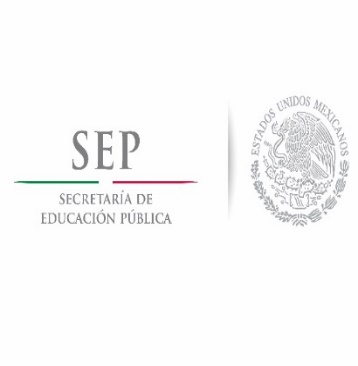 SEP
SECRETARÍA DE
EDUCACIÓN PÚBLICA
ESTADOS UNIDOS MEXICANOS